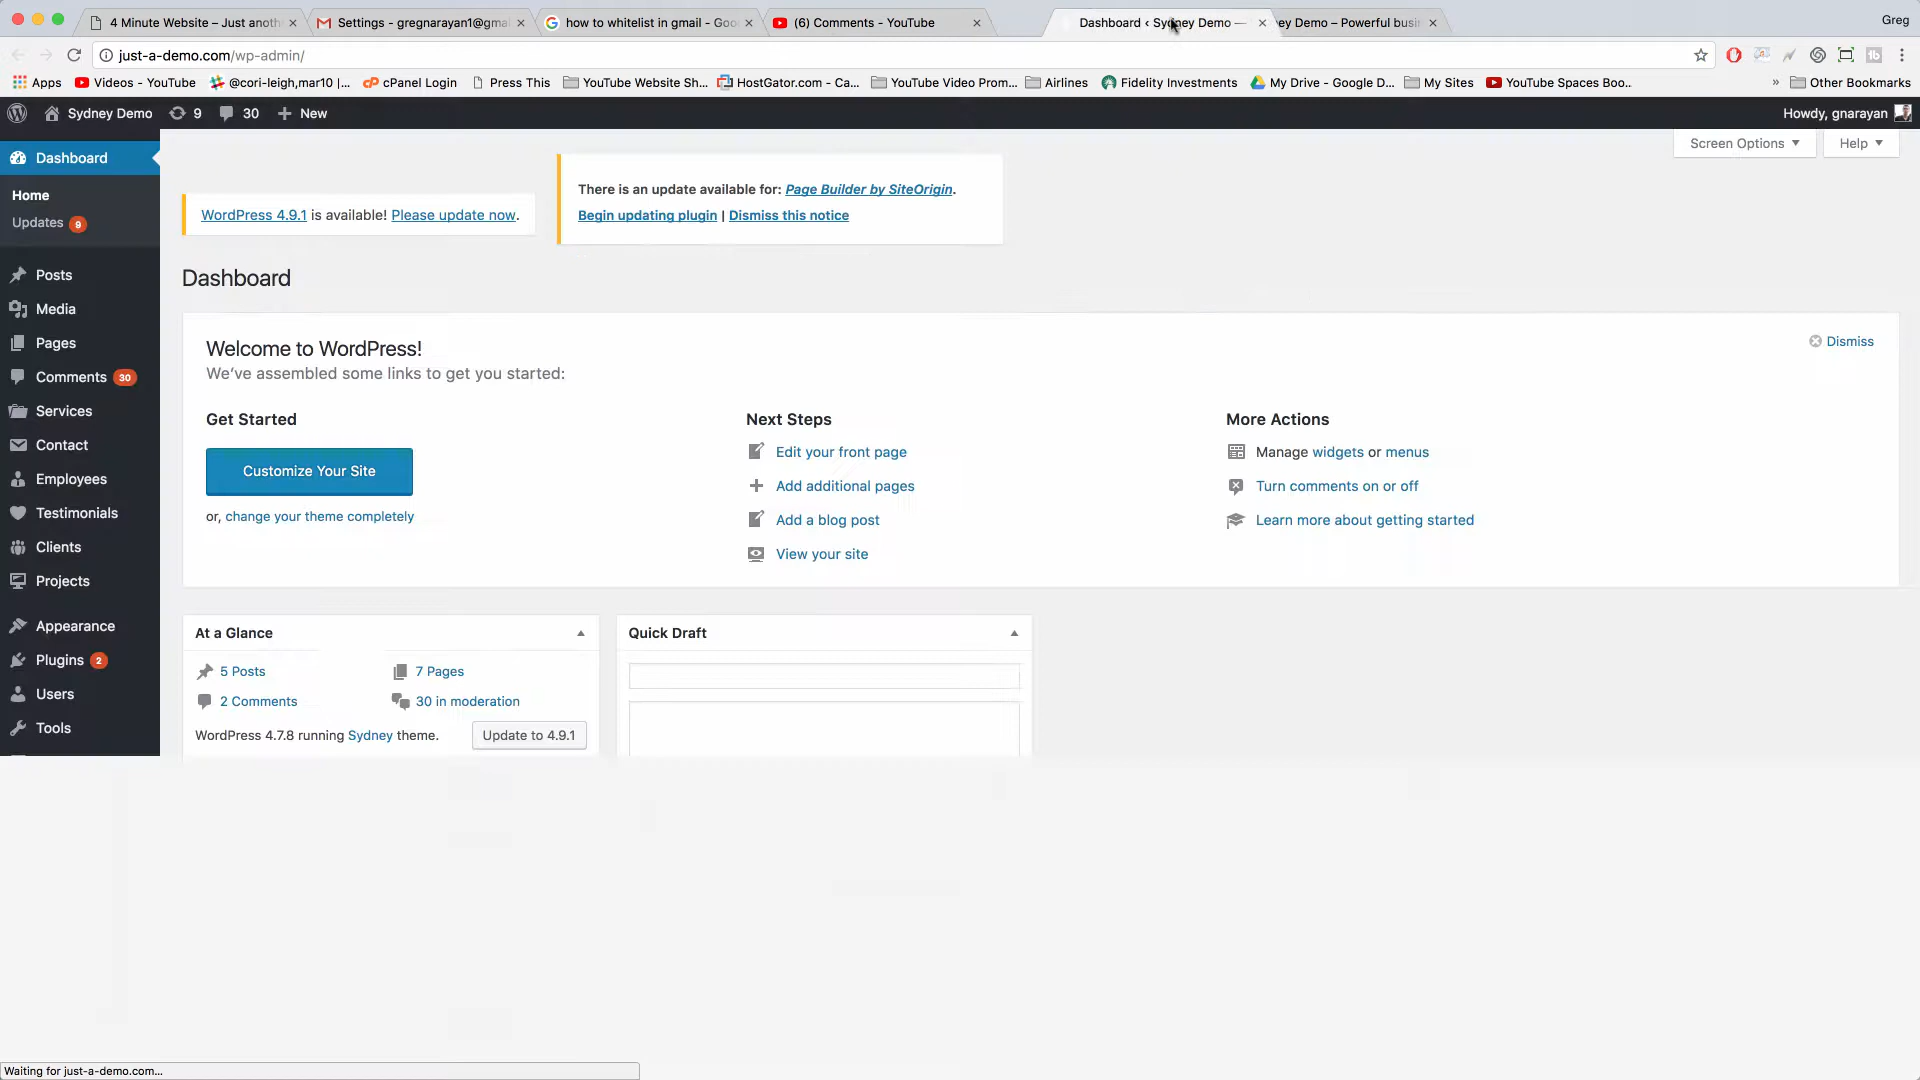 4 Minute Website – Just anoth
Settings - gregnarayan1@gmai
how to whitelist in gmail - Goo
(6) Comments - YouTube
Dashboard ‹ Sydney Demo —
ey Demo – Powerful busi
Greg
just-a-demo.com/wp-admin/
Apps
Videos - YouTube
@cori-leigh,mar10 |...
cPanel Login
Press This
YouTube Website Sh...
HostGator.com - Ca...
YouTube Video Prom...
Airlines
Fidelity Investments
My Drive - Google D...
My Sites
YouTube Spaces Boo...
»
Other Bookmarks
Sydney Demo
9
30
New
Howdy, gnarayan
Dashboard
Home
Updates 9
Posts
Media
Pages
Comments 30
Services
Contact
Employees
Testimonials
Clients
Projects
Appearance
Plugins 2
Users
Tools
Screen Options
Help
WordPress 4.9.1 is available! Please update now.
There is an update available for: Page Builder by SiteOrigin.
Begin updating plugin | Dismiss this notice
Dashboard
Welcome to WordPress!
We've assembled some links to get you started:
Dismiss
Get Started
Customize Your Site
or, change your theme completely
Next Steps
Edit your front page
Add additional pages
Add a blog post
View your site
More Actions
Manage widgets or menus
Turn comments on or off
Learn more about getting started
At a Glance
5 Posts
7 Pages
2 Comments
30 in moderation
WordPress 4.7.8 running Sydney theme.
Update to 4.9.1
Quick Draft
Waiting for just-a-demo.com...